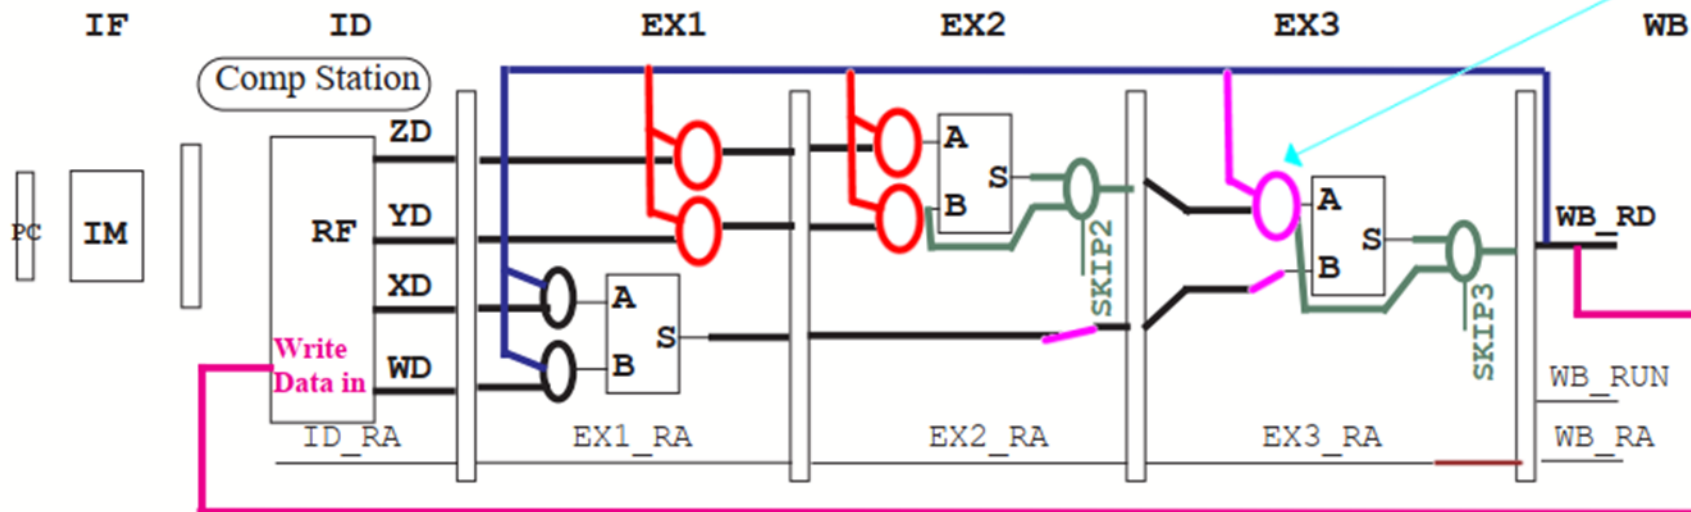 IF ID EX1 EX2 EX3 WB
Comp Station
ZD
YD
XD
WD
PC
IM
RF
Write
Data in
A
B
S
A
B
S
SKIP2
A
B
S
SKIP3
WB_RD
WB_RUN
ID_RA EX1_RA EX2_RA EX3_RA WB_RA